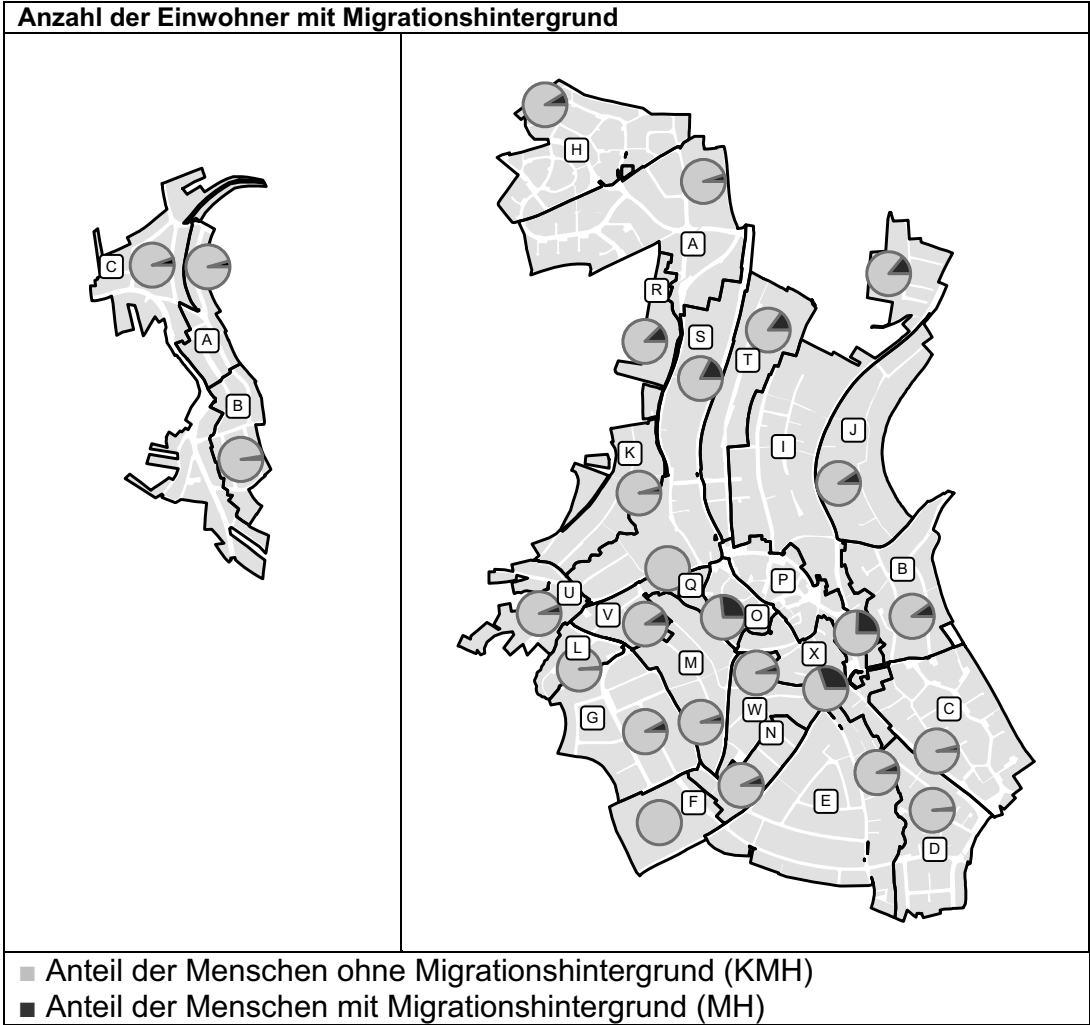 Anzahl der Einwohner mit Migrationshintergrund
C
A
B
H
A
R
S
T
I
J
K
B
P
Q
U
V
O
L
M
X
G
W
N
C
F
E
D
Anteil der Menschen ohne Migrationshintergrund (KMH)
Anteil der Menschen mit Migrationshintergrund (MH)